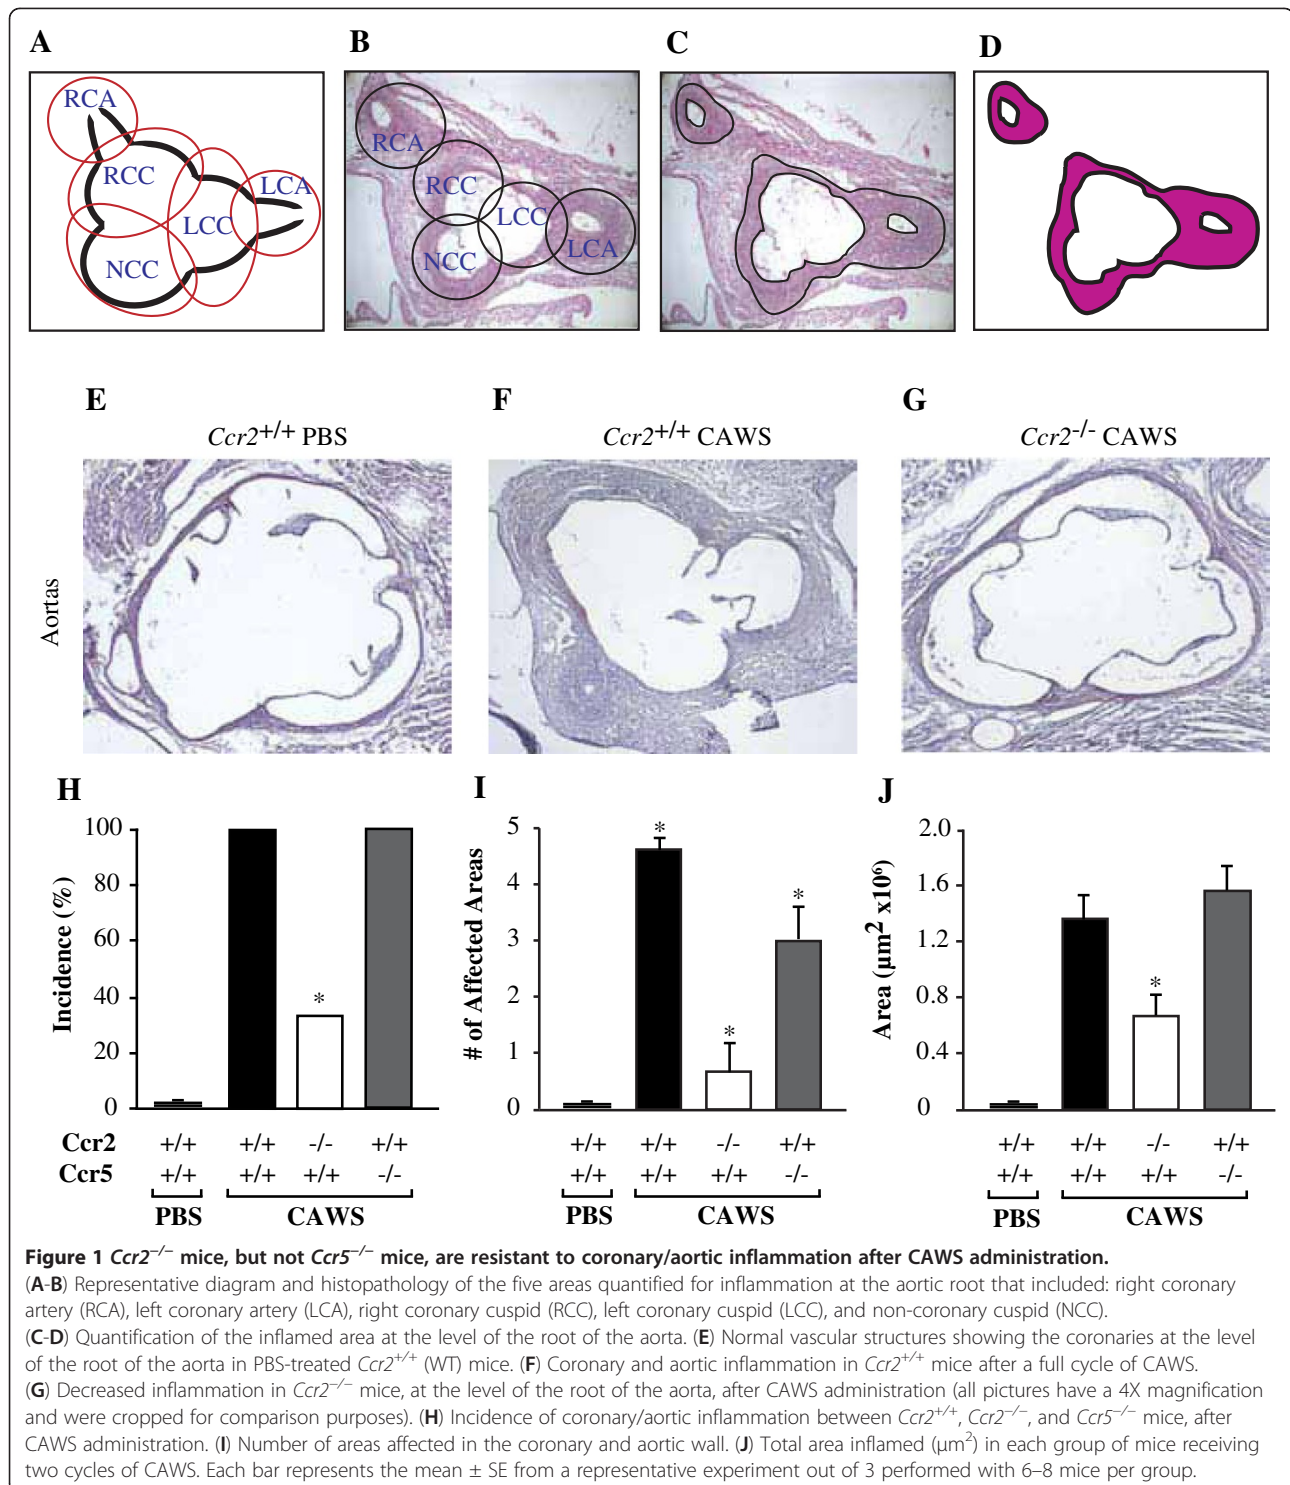 A
B
C
D
RCA
RCC
LCA
LCC
NCC
RCA
RCC
LCC
NCC
LCA
E
F
G
Ccr2+/+ PBS
Ccr2+/+ CAWS
Ccr2-/- CAWS
Aortas
H
I
J
Incidence (%)
100
80
60
40
20
0
*
# of Affected Areas
5
4
3
2
1
0
*
*
*
Area (µm² x10⁶)
2.0
1.6
1.2
0.8
0.4
0
*
Ccr2 +/+ +/+ -/- +/+ +/+ +/+ -/- +/+ +/+ +/+ -/- +/+
Ccr5 +/+ +/+ +/+ -/- +/+ +/+ +/+ -/- +/+ +/+ +/+ -/-
PBS CAWS PBS CAWS PBS CAWS
Figure 1 Ccr2−/− mice, but not Ccr5−/− mice, are resistant to coronary/aortic inflammation after CAWS administration.
(A-B) Representative diagram and histopathology of the five areas quantified for inflammation at the aortic root that included: right coronary
artery (RCA), left coronary artery (LCA), right coronary cuspid (RCC), left coronary cuspid (LCC), and non-coronary cuspid (NCC).
(C-D) Quantification of the inflamed area at the level of the root of the aorta. (E) Normal vascular structures showing the coronaries at the level
of the root of the aorta in PBS-treated Ccr2+/+ (WT) mice. (F) Coronary and aortic inflammation in Ccr2+/+ mice after a full cycle of CAWS.
(G) Decreased inflammation in Ccr2−/− mice, at the level of the root of the aorta, after CAWS administration (all pictures have a 4X magnification
and were cropped for comparison purposes). (H) Incidence of coronary/aortic inflammation between Ccr2+/+, Ccr2−/−, and Ccr5−/− mice, after
CAWS administration. (I) Number of areas affected in the coronary and aortic wall. (J) Total area inflamed (µm²) in each group of mice receiving
two cycles of CAWS. Each bar represents the mean ± SE from a representative experiment out of 3 performed with 6–8 mice per group.